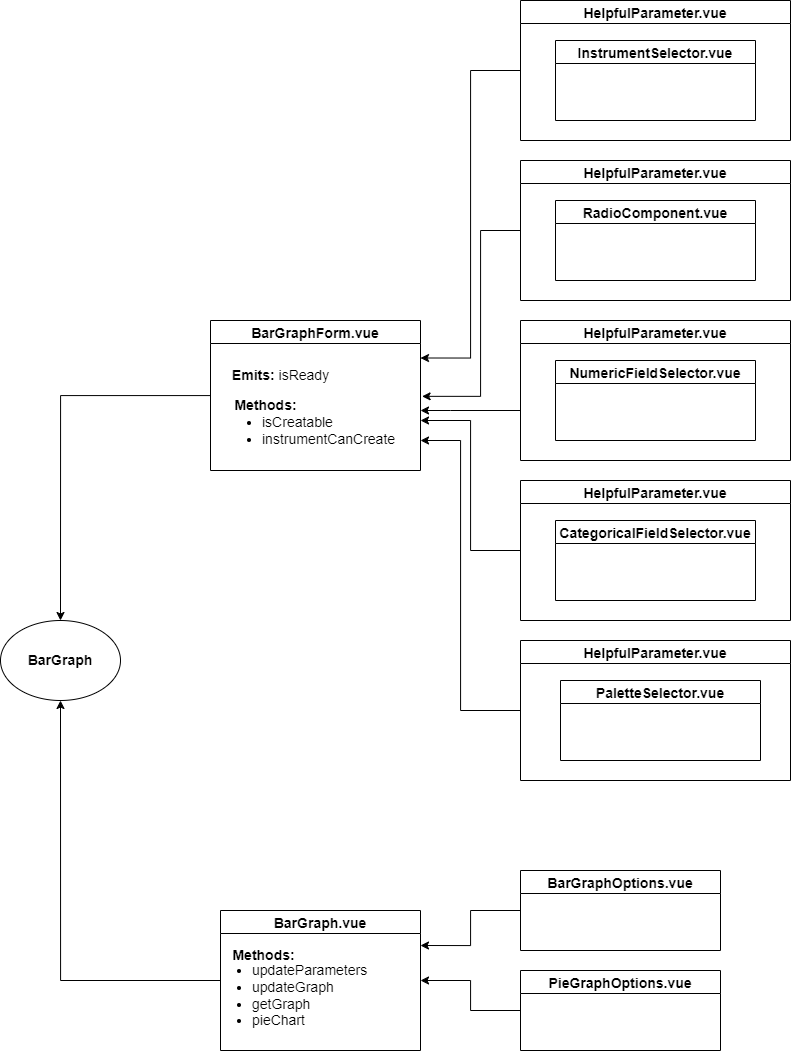 HelpfulParameter.vue
InstrumentSelector.vue
HelpfulParameter.vue
RadioComponent.vue
BarGraphForm.vue
Emits: isReady
Methods:
• isCreatable
• instrumentCanCreate
HelpfulParameter.vue
NumericFieldSelector.vue
HelpfulParameter.vue
CategoricalFieldSelector.vue
BarGraph
HelpfulParameter.vue
PaletteSelector.vue
BarGraph.vue
Methods:
• updateParameters
• updateGraph
• getGraph
• pieChart
BarGraphOptions.vue
PieGraphOptions.vue